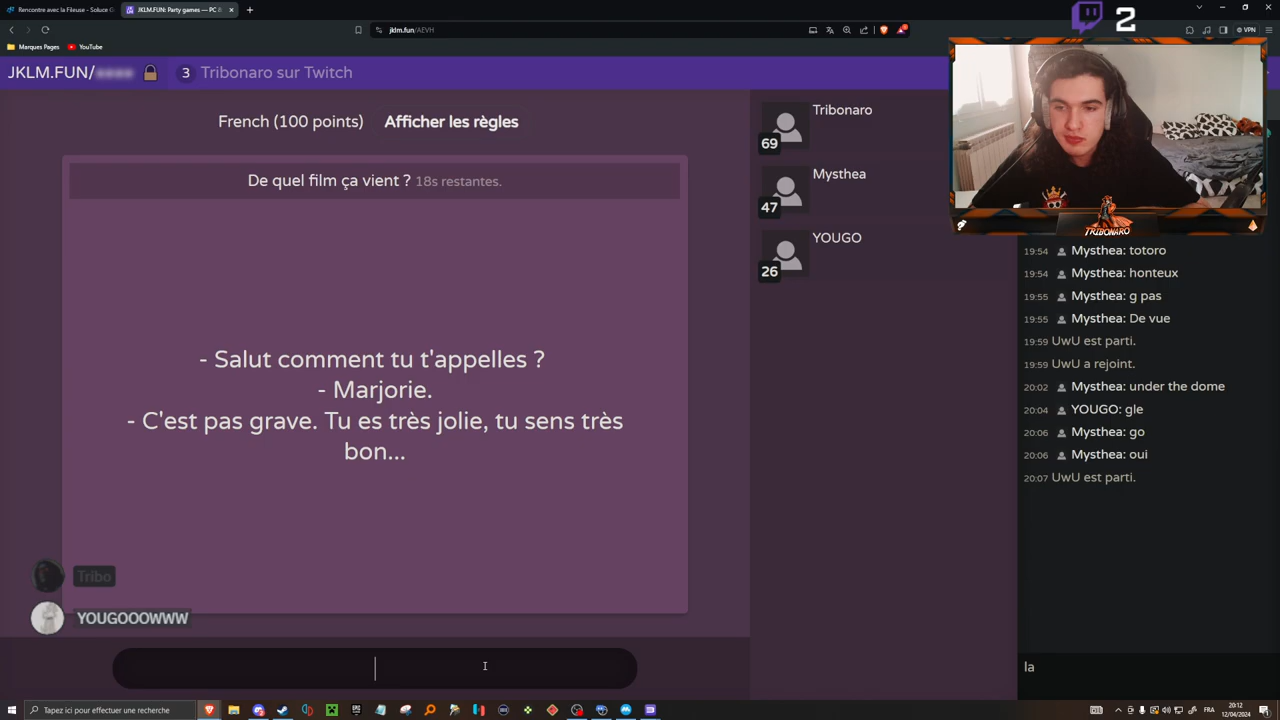 Rencontre avec la Fileuse - Soluce G
JKLM.FUN: Party games — PC &
jklm.fun/AEVH
VPN
Marques Pages
YouTube
2
JKLM.FUN/
3
Tribonaro sur Twitch
French (100 points)
Afficher les règles
De quel film ça vient ? 18s restantes.
- Salut comment tu t'appelles ?
- Marjorie.
- C'est pas grave. Tu es très jolie, tu sens très
bon...
Tribo
YOUGOOOWWW
Tribonaro
69
Mysthea
47
YOUGO
26
TRIBONARO
19:54 Mysthea: totoro
19:54 Mysthea: honteux
19:55 Mysthea: g pas
19:55 Mysthea: De vue
19:59 UwU est parti.
19:59 UwU a rejoint.
20:02 Mysthea: under the dome
20:04 YOUGO: gle
20:06 Mysthea: go
20:06 Mysthea: oui
20:07 UwU est parti.
la
Tapez ici pour effectuer une recherche
FRA
20:12
12/04/2024